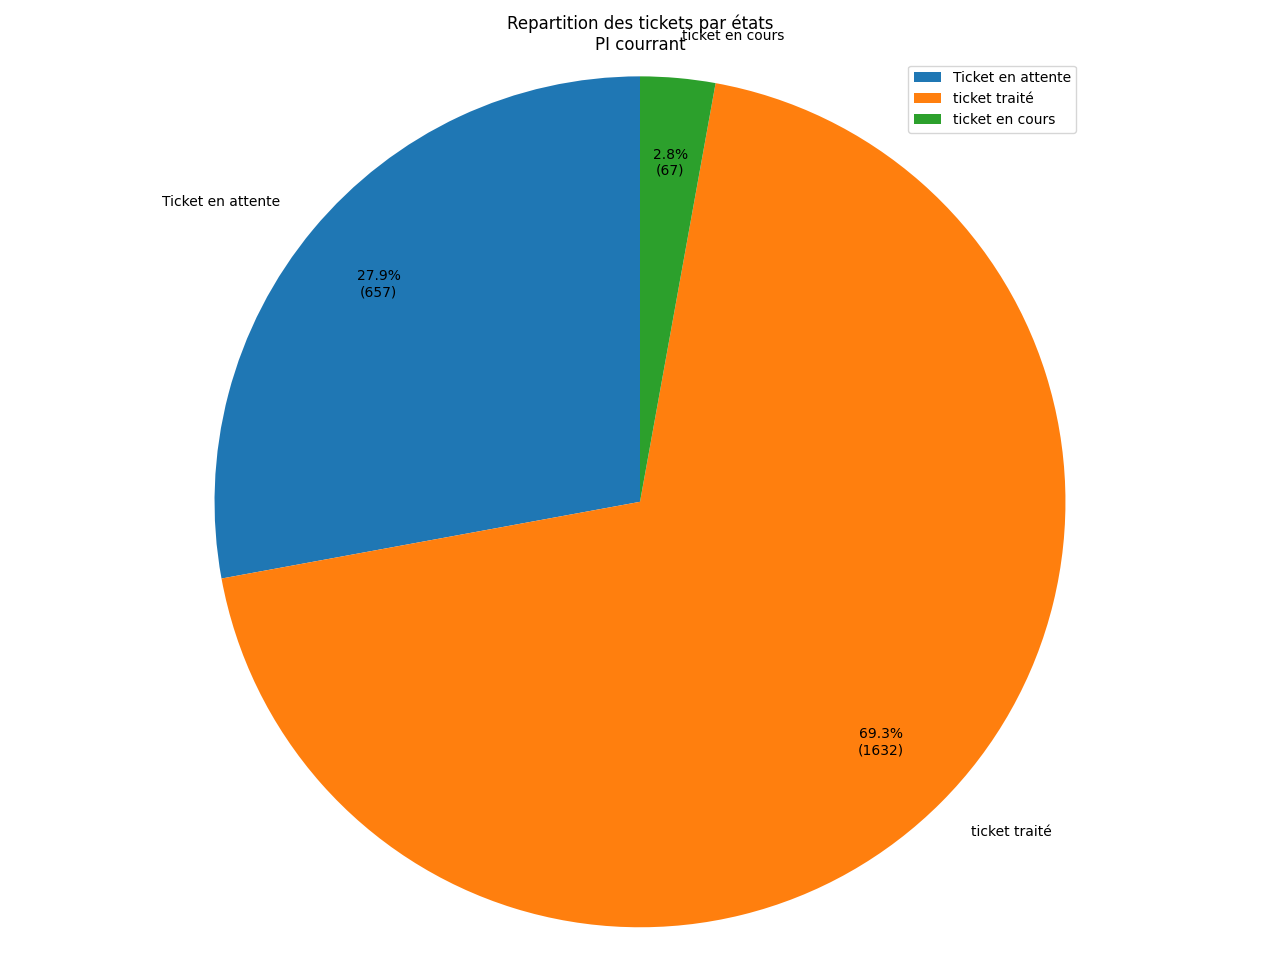 Repartition des tickets par états
PI courrant
ticket en cours
Ticket en attente
ticket traité
ticket en cours
2.8%
(67)
Ticket en attente
27.9%
(657)
69.3%
(1632)
ticket traité